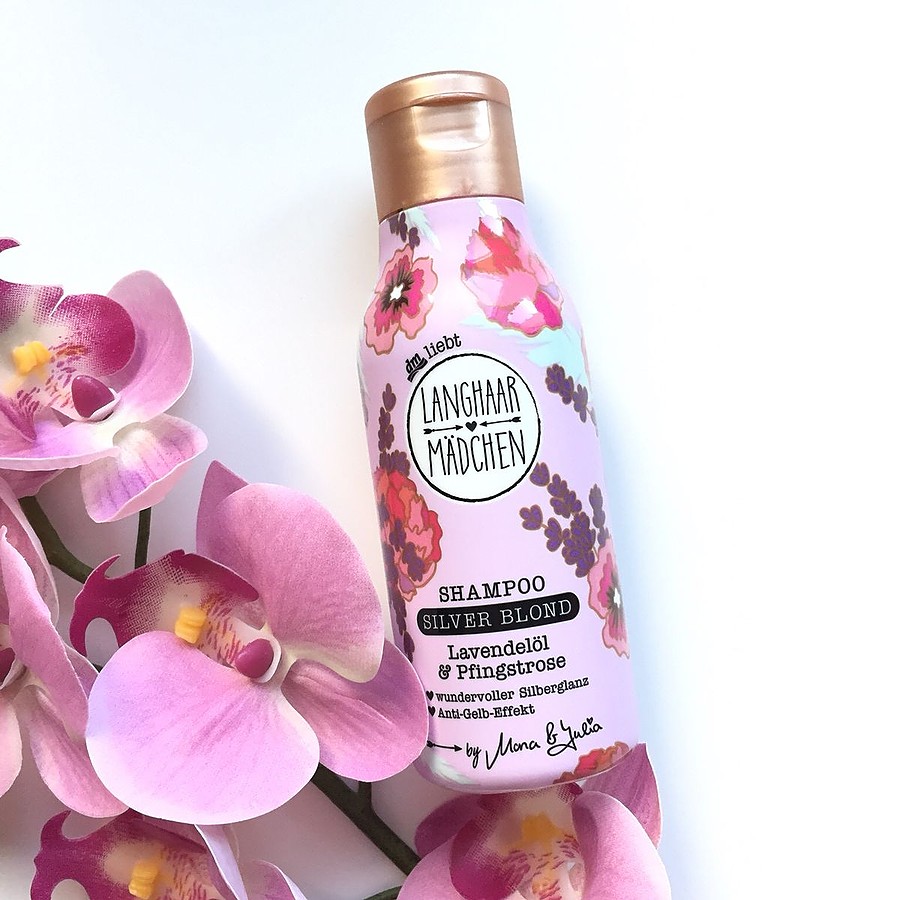 dm liebt
LANGHAAR
MÄDCHEN
SHAMPOO
SILVER BLOND
Lavendelöl
& Pfingstrose
wundervoller Silberglanz
Anti-Gelb-Effekt
by Mona & Julia